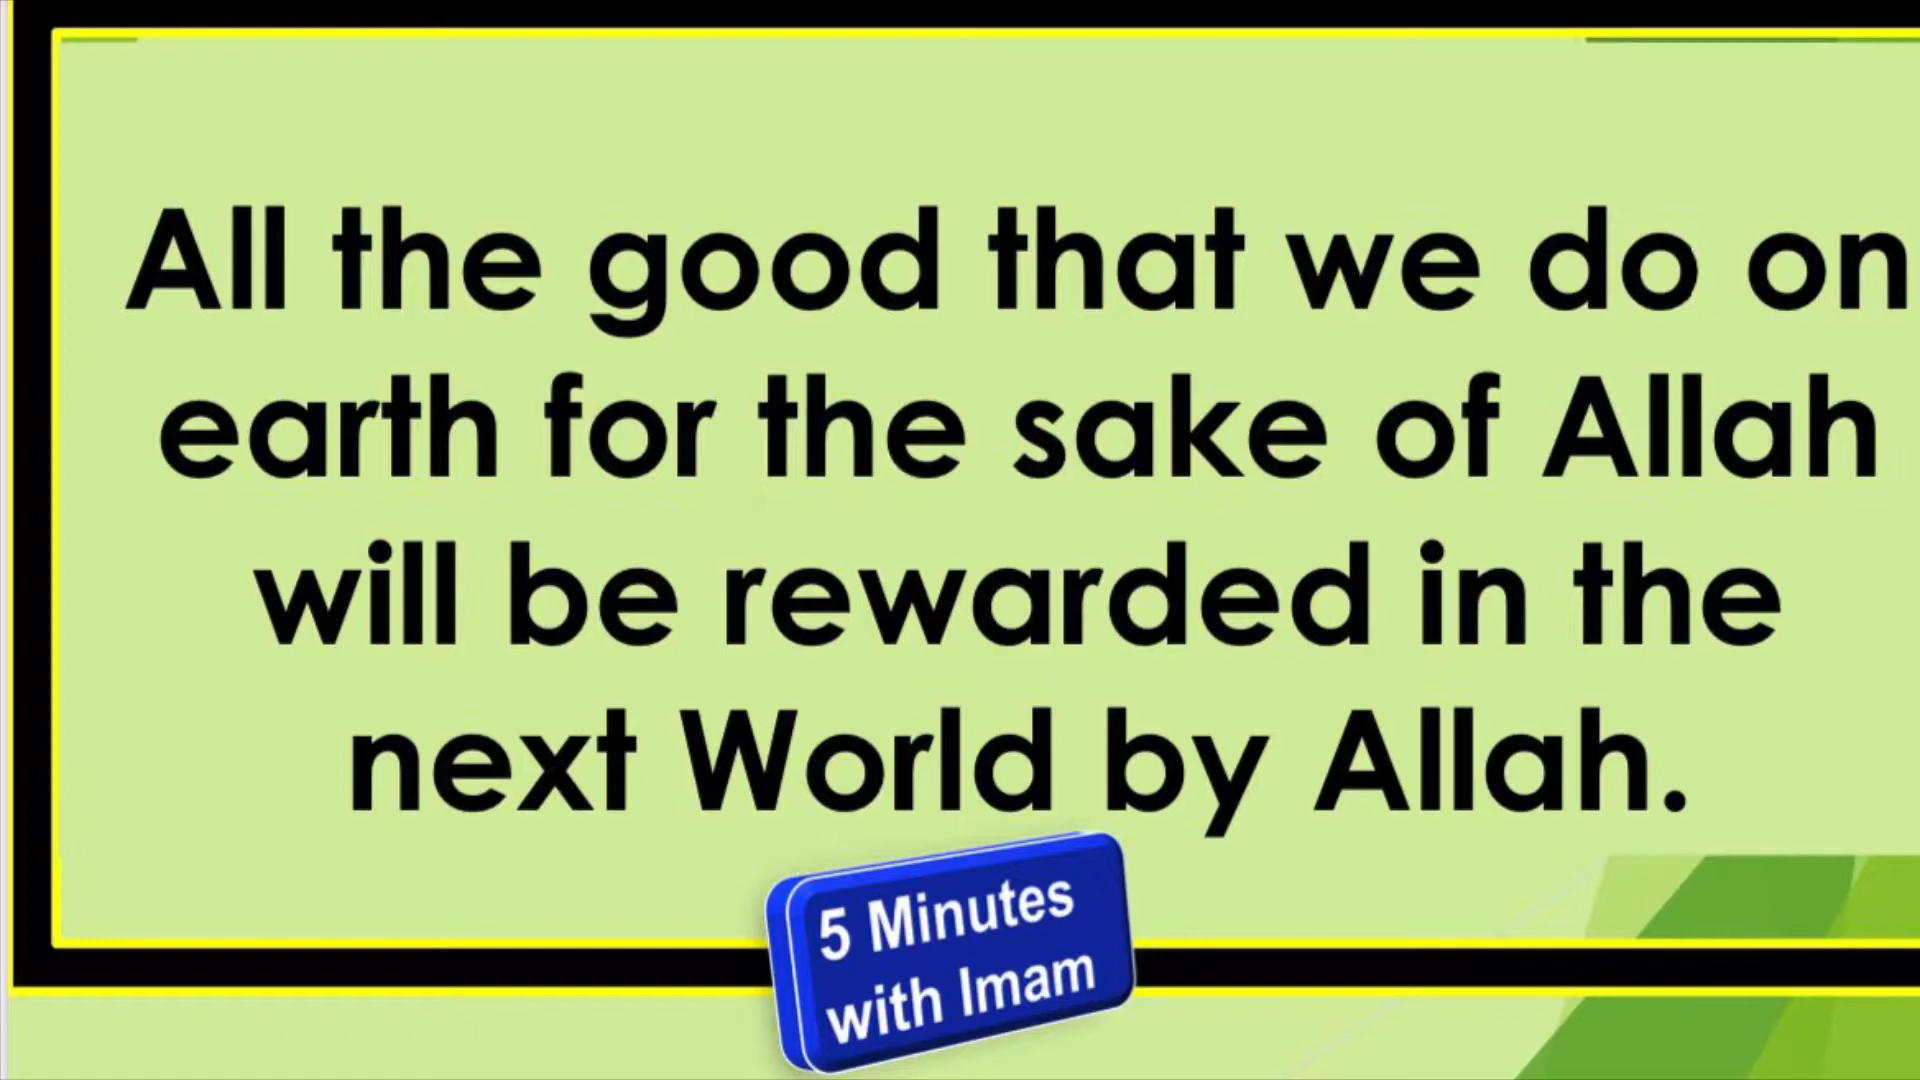 All the good that we do on
earth for the sake of Allah
will be rewarded in the
next World by Allah.
5 Minutes
with Imam